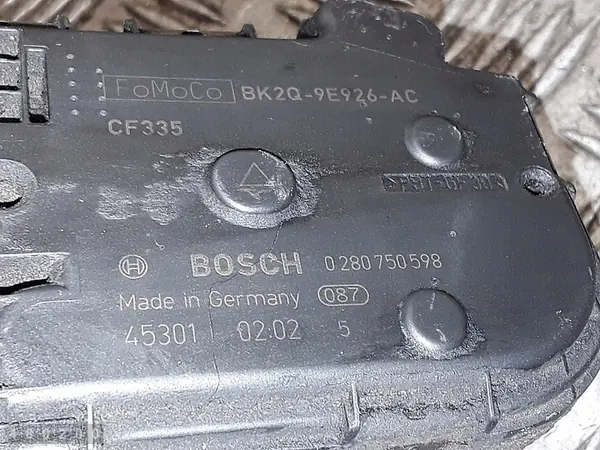 FoMoCo BK2Q-9E926-AC
CF335
BOSCH 0280750598
Made in Germany 087
45301 02.02 5